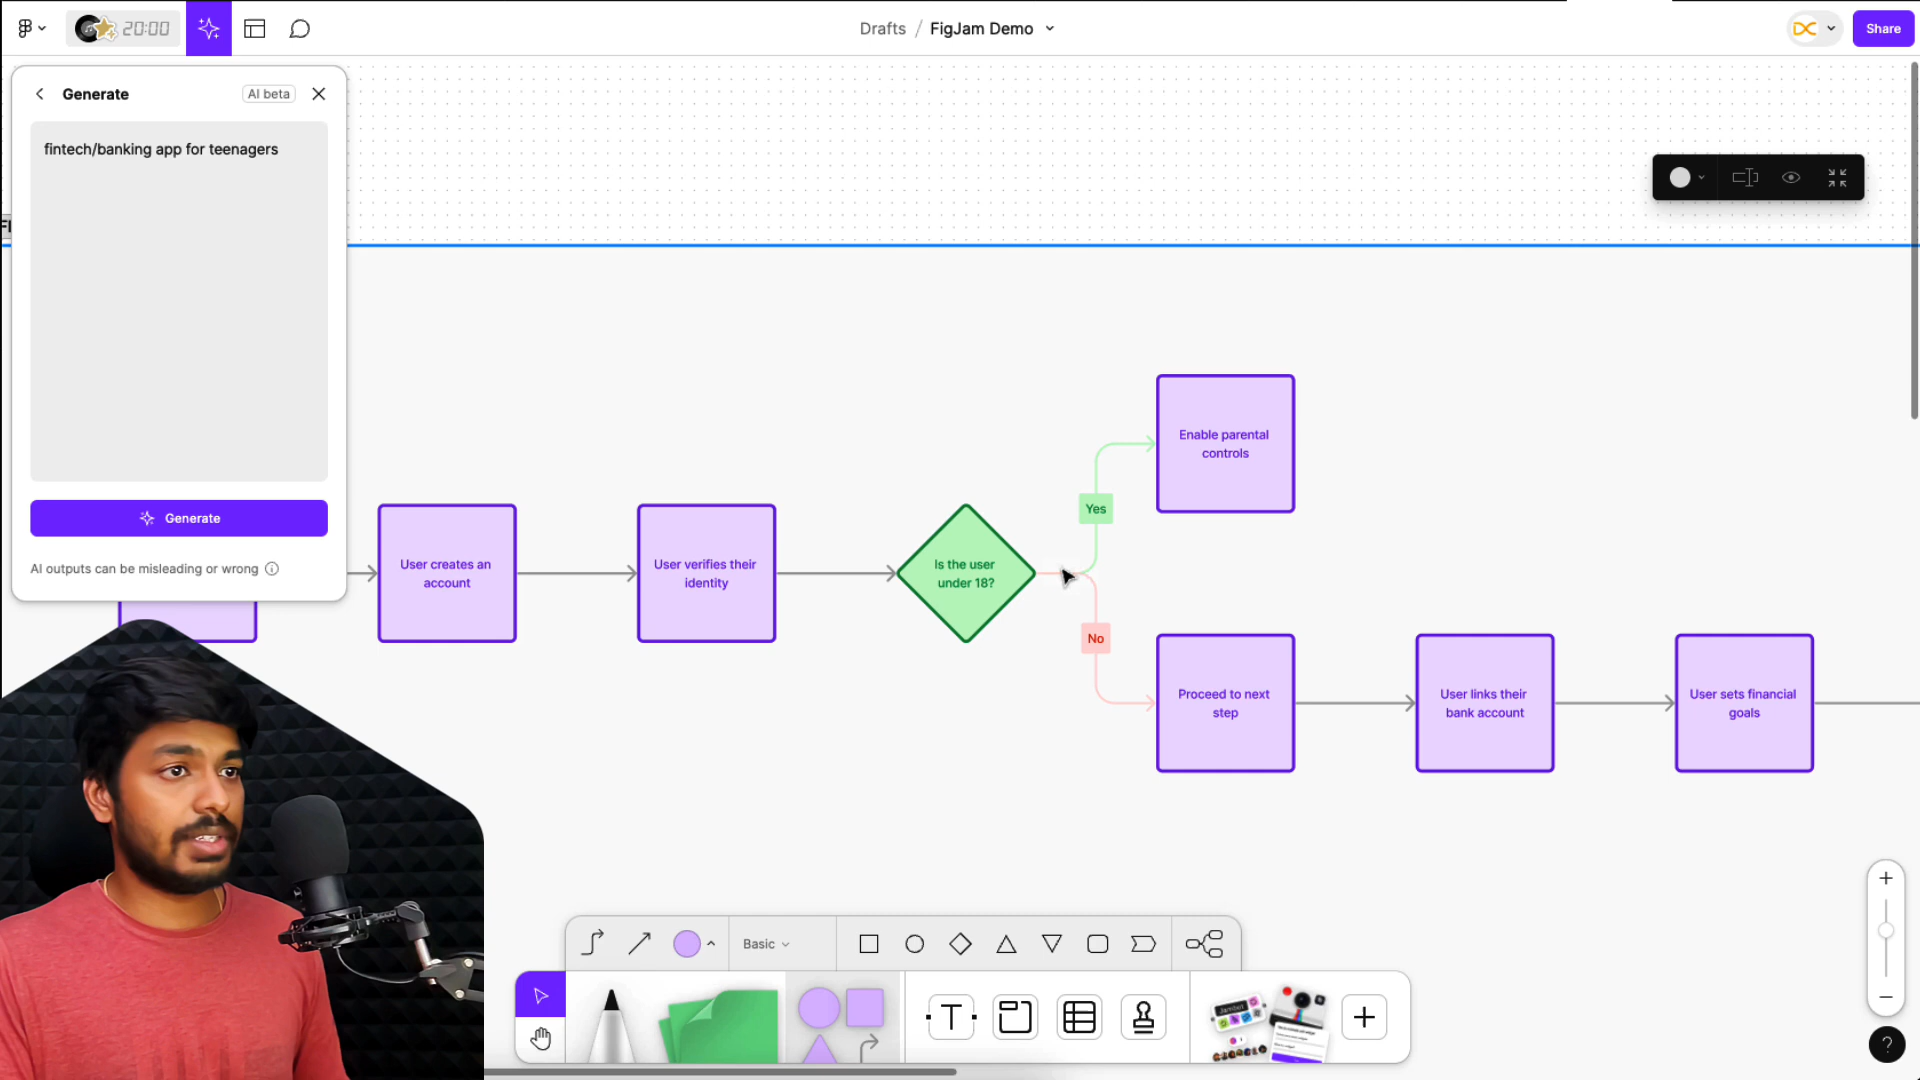 20:00
Drafts / FigJam Demo
Share
Generate
AI beta
fintech/banking app for teenagers
Generate
AI outputs can be misleading or wrong
Enable parental
controls
Yes
User creates an
account
User verifies their
identity
Is the user
under 18?
No
Proceed to next
step
User links their
bank account
User sets financial
goals
Basic
T
?